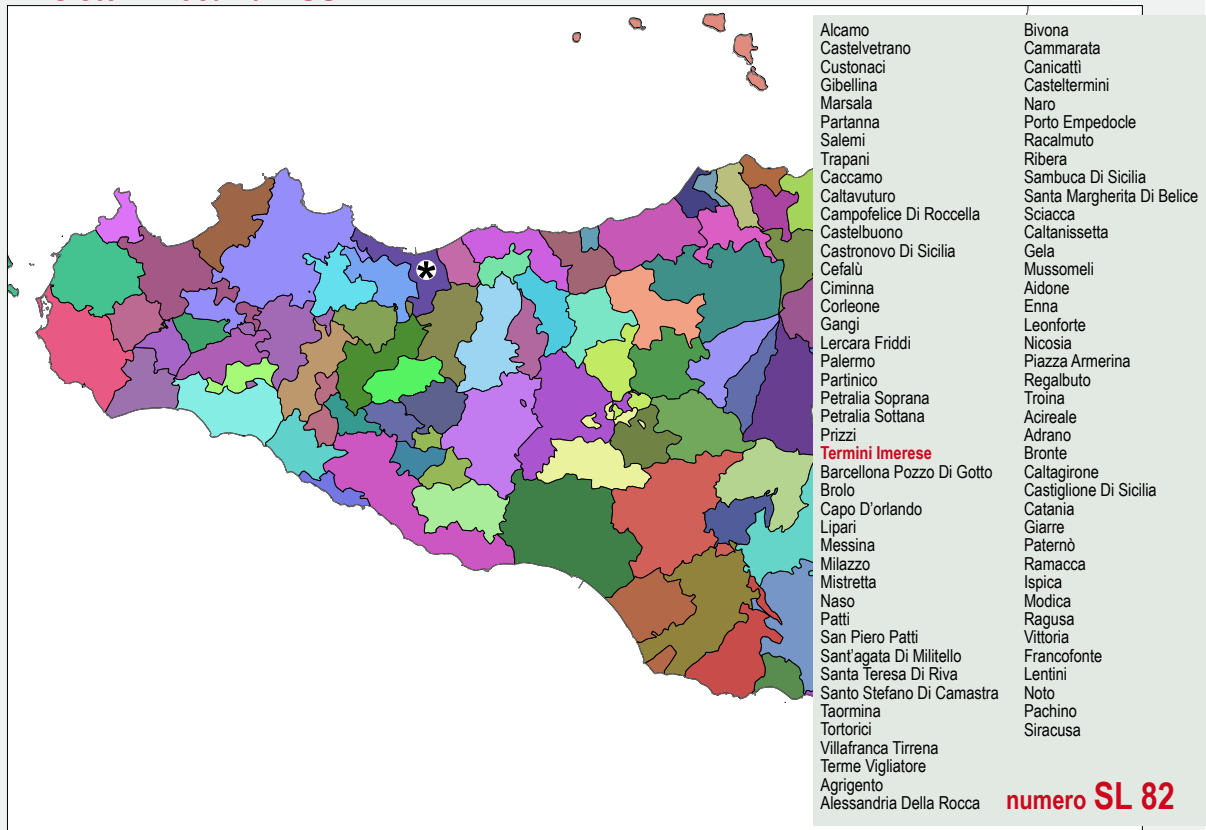 Alcamo
Castelvetrano
Custonaci
Gibellina
Marsala
Partanna
Salemi
Trapani
Caccamo
Caltavuturo
Campofelice Di Roccella
Castelbuono
Castronovo Di Sicilia
Cefalù
Ciminna
Corleone
Gangi
Lercara Friddi
Palermo
Partinico
Petralia Soprana
Petralia Sottana
Prizzi
Termini Imerese
Barcellona Pozzo Di Gotto
Brolo
Capo D'orlando
Lipari
Messina
Milazzo
Mistretta
Naso
Patti
San Piero Patti
Sant'agata Di Militello
Santa Teresa Di Riva
Santo Stefano Di Camastra
Taormina
Tortorici
Villafranca Tirrena
Terme Vigliatore
Agrigento
Alessandria Della Rocca
Bivona
Cammarata
Canicattì
Casteltermini
Naro
Porto Empedocle
Racalmuto
Ribera
Sambuca Di Sicilia
Santa Margherita Di Belice
Sciacca
Caltanissetta
Gela
Mussomeli
Aidone
Enna
Leonforte
Nicosia
Piazza Armerina
Regalbuto
Troina
Acireale
Adrano
Bronte
Caltagirone
Castiglione Di Sicilia
Catania
Giarre
Paternò
Ramacca
Ispica
Modica
Ragusa
Vittoria
Francofonte
Lentini
Noto
Pachino
Siracusa
numero SL 82